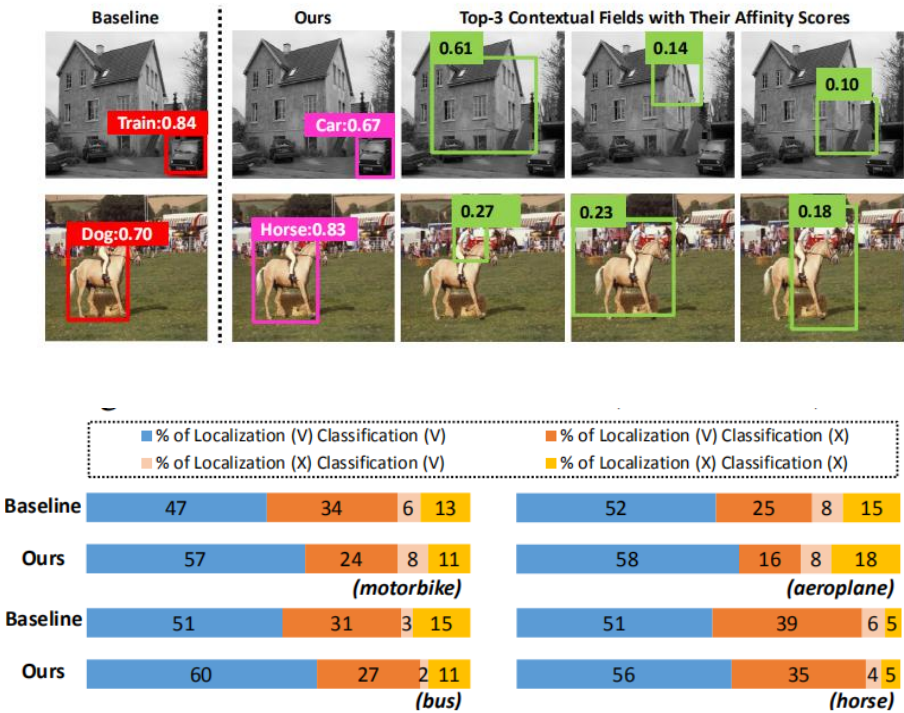 Baseline Ours Top-3 Contextual Fields with Their Affinity Scores
Train:0.84 Car:0.67 0.61 0.14 0.10
Dog:0.70 Horse:0.83 0.27 0.23 0.18
% of Localization (V) Classification (V) % of Localization (V) Classification (X)
% of Localization (X) Classification (V) % of Localization (X) Classification (X)
Baseline 47 34 6 13 52 25 8 15
Ours 57 24 8 11 58 16 8 18
(motorbike) (aeroplane)
Baseline 51 31 3 15 51 39 6 5
Ours 60 27 2 11 56 35 4 5
(bus) (horse)